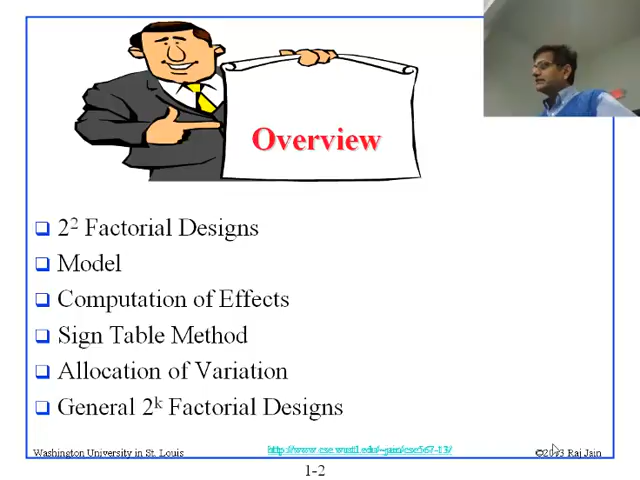 Overview
❑ 2² Factorial Designs
❑ Model
❑ Computation of Effects
❑ Sign Table Method
❑ Allocation of Variation
❑ General 2ᵏ Factorial Designs
Washington University in St. Louis
http://www.cse.wustl.edu/~jain/cse567-13/
©2013 Raj Jain
1-2